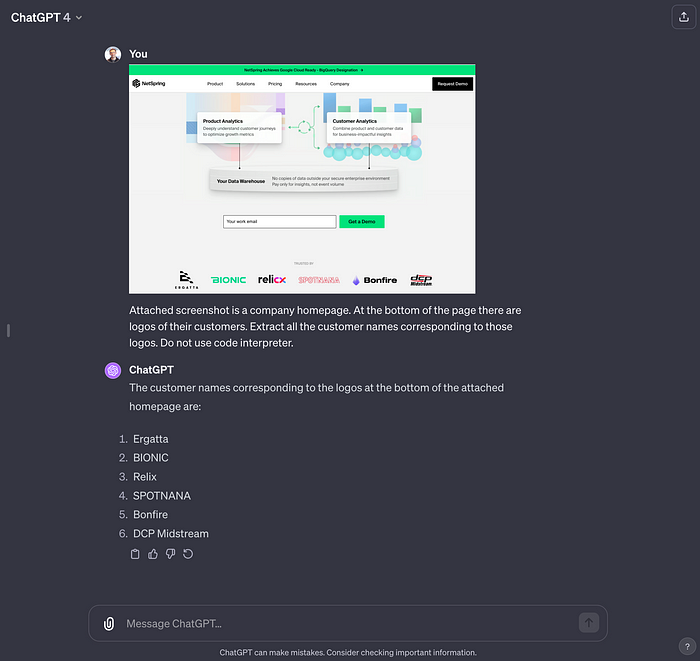 ChatGPT 4
You
NetSpring Achieves Google Cloud Ready - BigQuery Designation
NetSpring
Product Solutions Pricing Resources Company
Request Demo
Product Analytics
Deeply understand customer journeys
to optimize growth metrics
Customer Analytics
Combine product and customer data
for business-impactful insights
Your Data Warehouse
No copies of data outside your secure enterprise environment
Pay only for insights, not event volume
Your work email
Get a Demo
TRUSTED BY
ERGATTA BIONIC relicx SPOTNANA Bonfire dcp Midstream
Attached screenshot is a company homepage. At the bottom of the page there are
logos of their customers. Extract all the customer names corresponding to those
logos. Do not use code interpreter.
ChatGPT
The customer names corresponding to the logos at the bottom of the attached
homepage are:
1. Ergatta
2. BIONIC
3. Relix
4. SPOTNANA
5. Bonfire
6. DCP Midstream
Message ChatGPT...
ChatGPT can make mistakes. Consider checking important information.
?